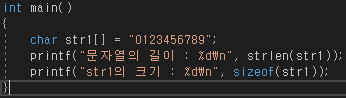 int main()
{
char str1[] = "0123456789";
printf("문자열의 길이 : %d₩n", strlen(str1));
printf("str1의 크기 : %d₩n", sizeof(str1));
}